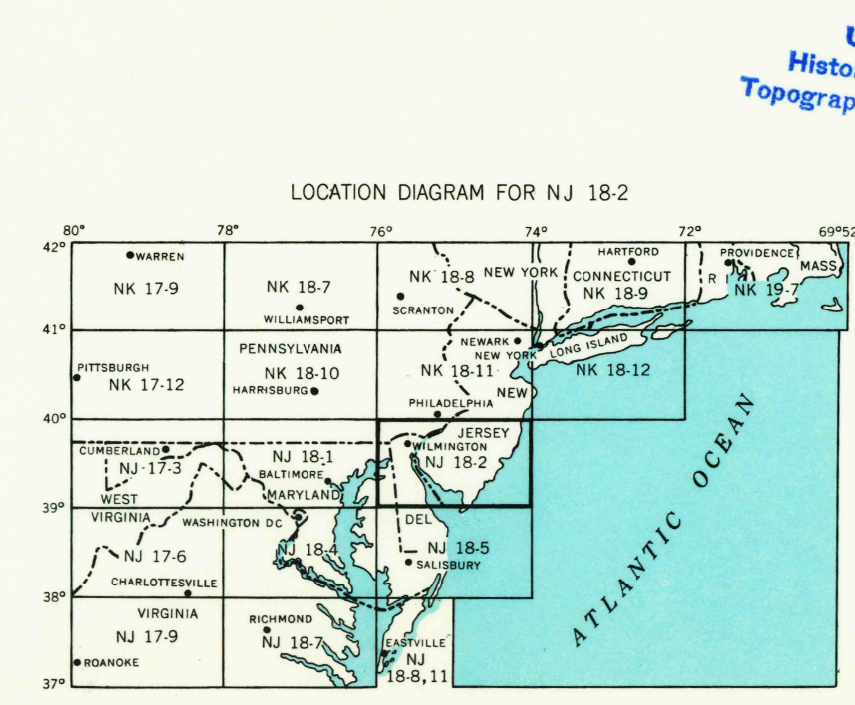 Histo
Topograp
LOCATION DIAGRAM FOR NJ 18-2
80° 78° 76° 74° 72° 69°52
42°
WARREN
NK 17-9
NK 18-7
WILLIAMSPORT
NK 18-8
SCRANTON
NEW YORK
HARTFORD
CONNECTICUT
NK 18-9
PROVIDENCE
MASS
R I
NK 19-7
41°
PITTSBURGH
NK 17-12
PENNSYLVANIA
NK 18-10
HARRISBURG
NEWARK
NEW YORK
LONG ISLAND
NK 18-11
NK 18-12
NEW
PHILADELPHIA
40°
JERSEY
WILMINGTON
NJ 18-2
CUMBERLAND
NJ 17-3
NJ 18-1
BALTIMORE
MARYLAND
39°
WEST
VIRGINIA
WASHINGTON DC
NJ 18-4
DEL
NJ 18-5
SALISBURY
NJ 17-6
CHARLOTTESVILLE
38°
VIRGINIA
NJ 17-9
ROANOKE
RICHMOND
NJ 18-7
EASTVILLE
NJ
18-8,11
37°
ATLANTIC OCEAN